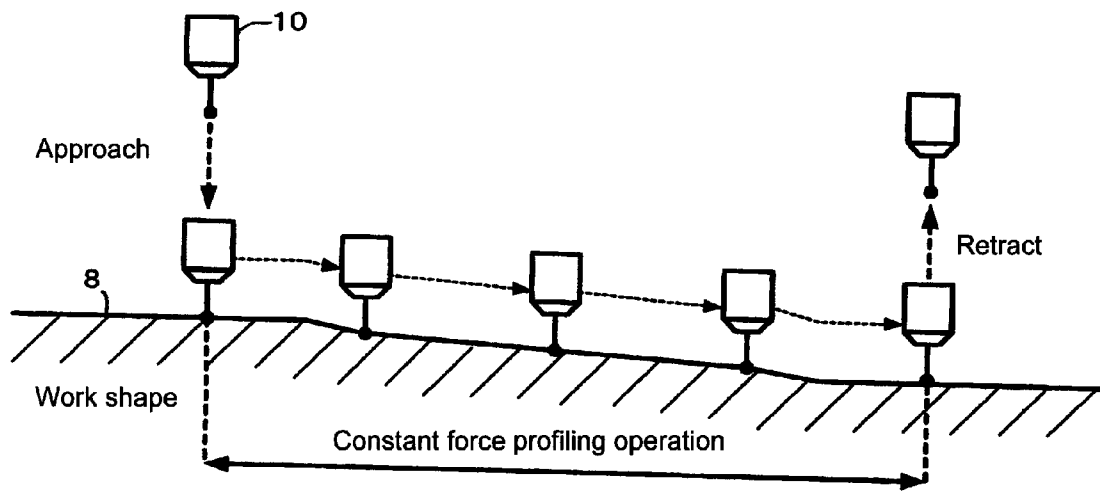 10
Approach
Retract
8
Work shape
Constant force profiling operation